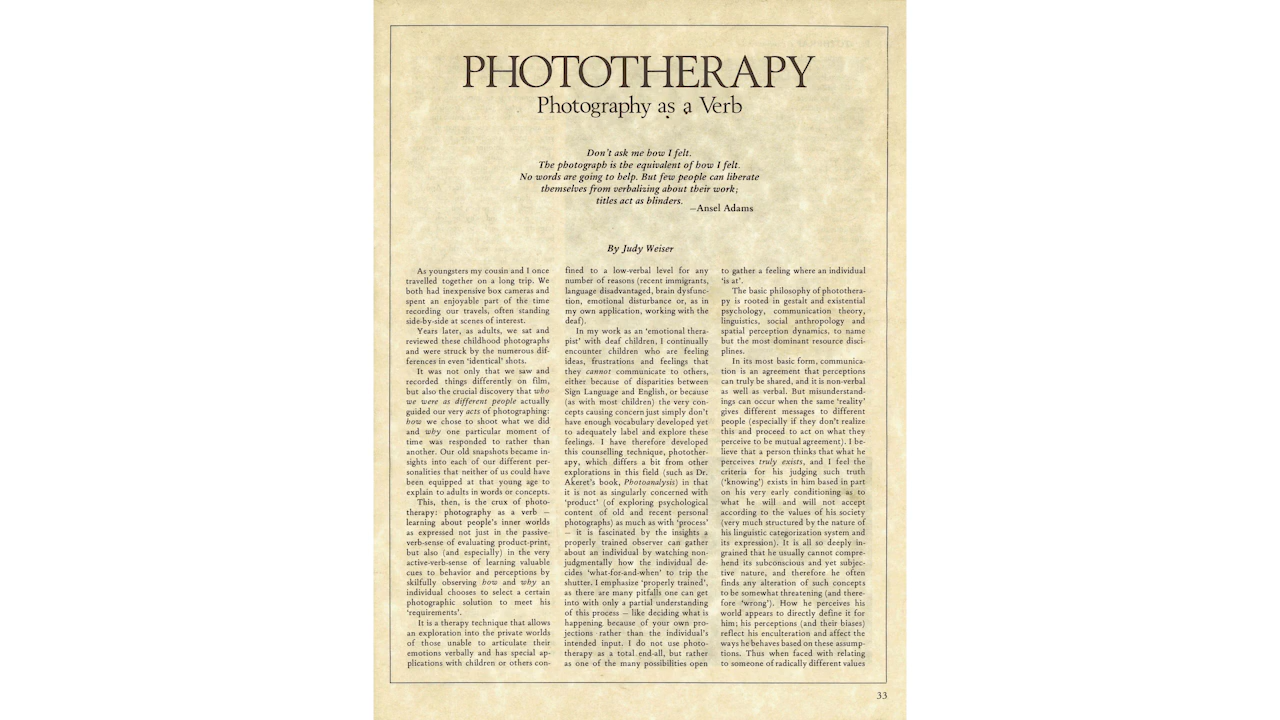 PHOTOTHERAPY
Photography as a Verb
Don't ask me how I felt.
The photograph is the equivalent of how I felt.
No words are going to help. But few people can liberate
themselves from verbalizing about their work;
titles act as blinders.
—Ansel Adams
By Judy Weiser
As youngsters my cousin and I once
travelled together on a long trip. We
both had inexpensive box cameras and
spent an enjoyable part of the time
recording our travels, often standing
side-by-side at scenes of interest.
Years later, as adults, we sat and
reviewed these childhood photographs
and were struck by the numerous dif-
ferences in even 'identical' shots.
It was not only that we saw and
recorded things differently on film,
but also the crucial discovery that who
we were as different people actually
guided our very acts of photographing:
how we chose to shoot what we did
and why one particular moment of
time was responded to rather than
another. Our old snapshots became in-
sights into each of our different per-
sonalities that neither of us could have
been equipped at that young age to
explain to adults in words or concepts.
This, then, is the crux of photo-
therapy: photography as a verb —
learning about people's inner worlds
as expressed not just in the passive-
verb-sense of evaluating product-print,
but also (and especially) in the very
active-verb-sense of learning valuable
cues to behavior and perceptions by
skilfully observing how and why an
individual chooses to select a certain
photographic solution to meet his
'requirements'.
It is a therapy technique that allows
an exploration into the private worlds
of those unable to articulate their
emotions verbally and has special ap-
plications with children or others con-
fined to a low-verbal level for any
number of reasons (recent immigrants,
language disadvantaged, brain dysfunc-
tion, emotional disturbance or, as in
my own application, working with the
deaf).
In my work as an 'emotional thera-
pist' with deaf children, I continually
encounter children who are feeling
ideas, frustrations and feelings that
they cannot communicate to others,
either because of disparities between
Sign Language and English, or because
(as with most children) the very con-
cepts causing concern just simply don't
have enough vocabulary developed yet
to adequately label and explore these
feelings. I have therefore developed
this counselling technique, photother-
apy, which differs a bit from other
explorations in this field (such as Dr.
Akeret's book, Photoanalysis) in that
it is not as singularly concerned with
'product' (of exploring psychological
content of old and recent personal
photographs) as much as with 'process'
— it is fascinated by the insights a
properly trained observer can gather
about an individual by watching non-
judgmentally how the individual de-
cides 'what-for-and-when' to trip the
shutter. I emphasize 'properly trained',
as there are many pitfalls one can get
into with only a partial understanding
of this process — like deciding what is
happening because of your own pro-
jections rather than the individual's
intended input. I do not use photo-
therapy as a total end-all, but rather
as one of the many possibilities open
to gather a feeling where an individual
'is at'.
The basic philosophy of photothera-
py is rooted in gestalt and existential
psychology, communication theory,
linguistics, social anthropology and
spatial perception dynamics, to name
but the most dominant resource disci-
plines.
In its most basic form, communica-
tion is an agreement that perceptions
can truly be shared, and it is non-verbal
as well as verbal. But misunderstand-
ings can occur when the same 'reality'
gives different messages to different
people (especially if they don't realize
this and proceed to act on what they
perceive to be mutual agreement). I be-
lieve that a person thinks that what he
perceives truly exists, and I feel the
criteria for his judging such truth
('knowing') exists in him based in part
on his very early conditioning as to
what he will and will not accept
according to the values of his society
(very much structured by the nature of
his linguistic categorization system and
its expression). It is all so deeply in-
grained that he usually cannot compre-
hend its subconscious and yet subjec-
tive nature, and therefore he often
finds any alteration of such concepts
to be somewhat threatening (and there-
fore 'wrong'). How he perceives his
world appears to directly define it for
him; his perceptions (and their biases)
reflect his enculturation and affect the
ways he behaves based on these assump-
tions. Thus when faced with relating
to someone of radically different values
33